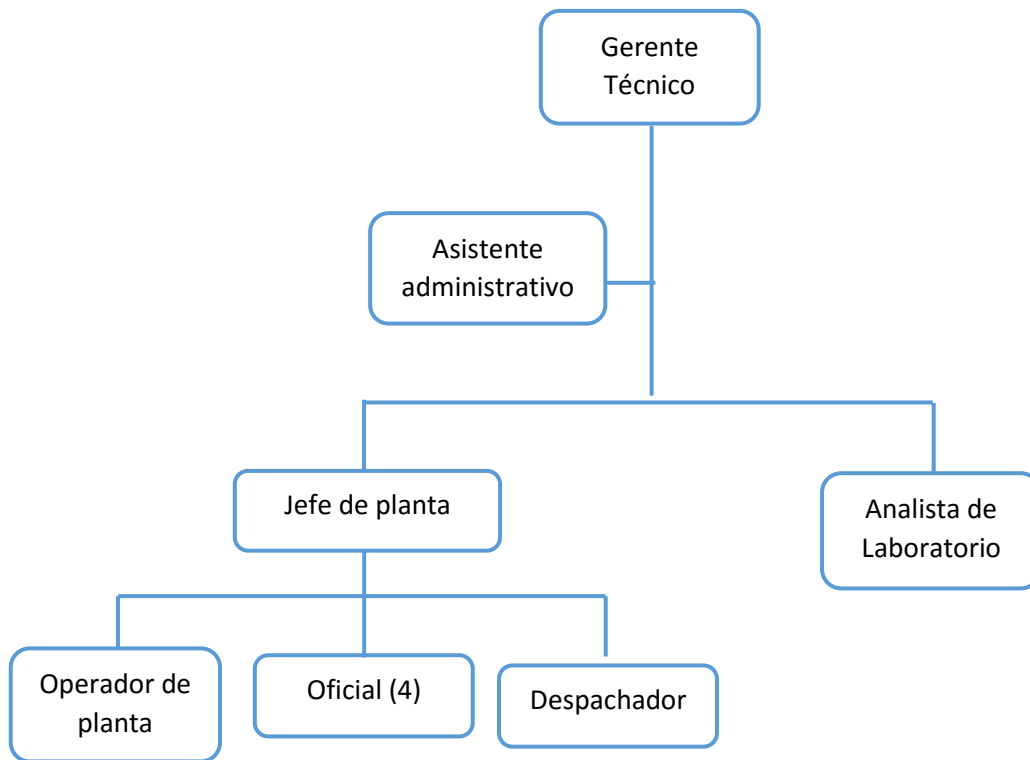 Gerente
Técnico
Asistente
administrativo
Jefe de planta
Analista de
Laboratorio
Operador de
planta
Oficial (4)
Despachador